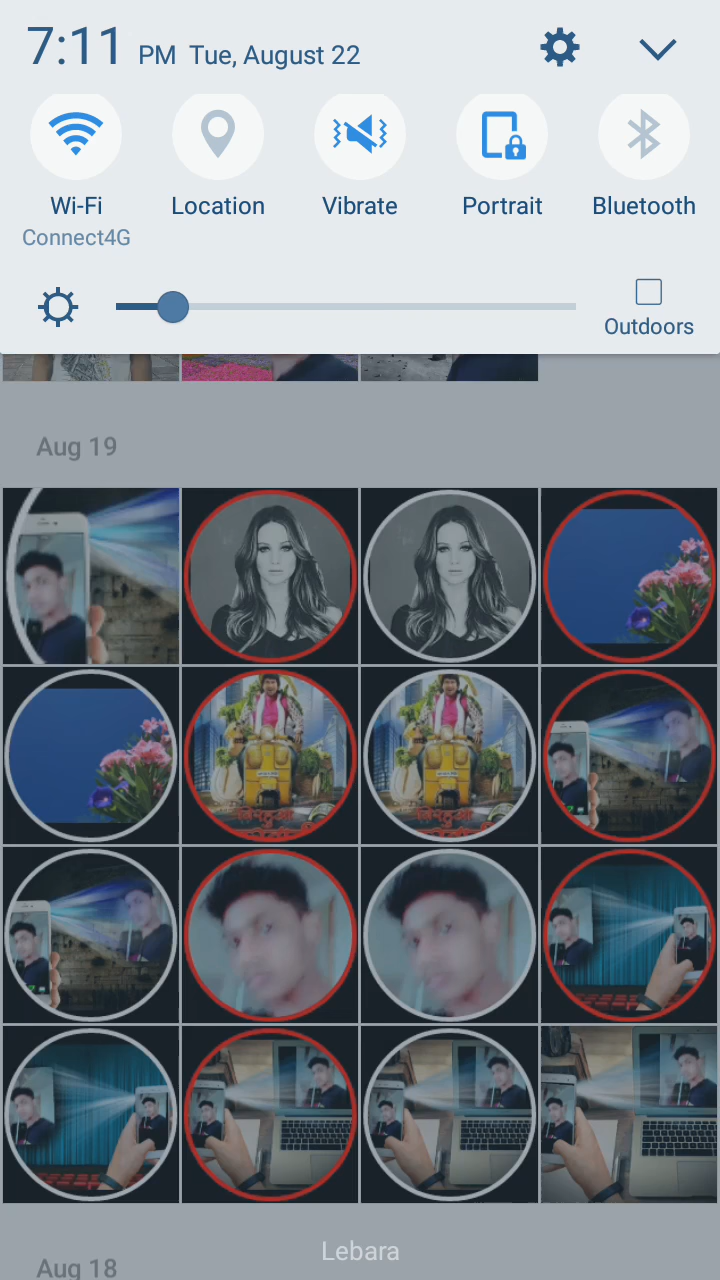 7:11 PM Tue, August 22
Wi-Fi
Connect4G
Location
Vibrate
Portrait
Bluetooth
Outdoors
Aug 19
Lebara
Aug 18